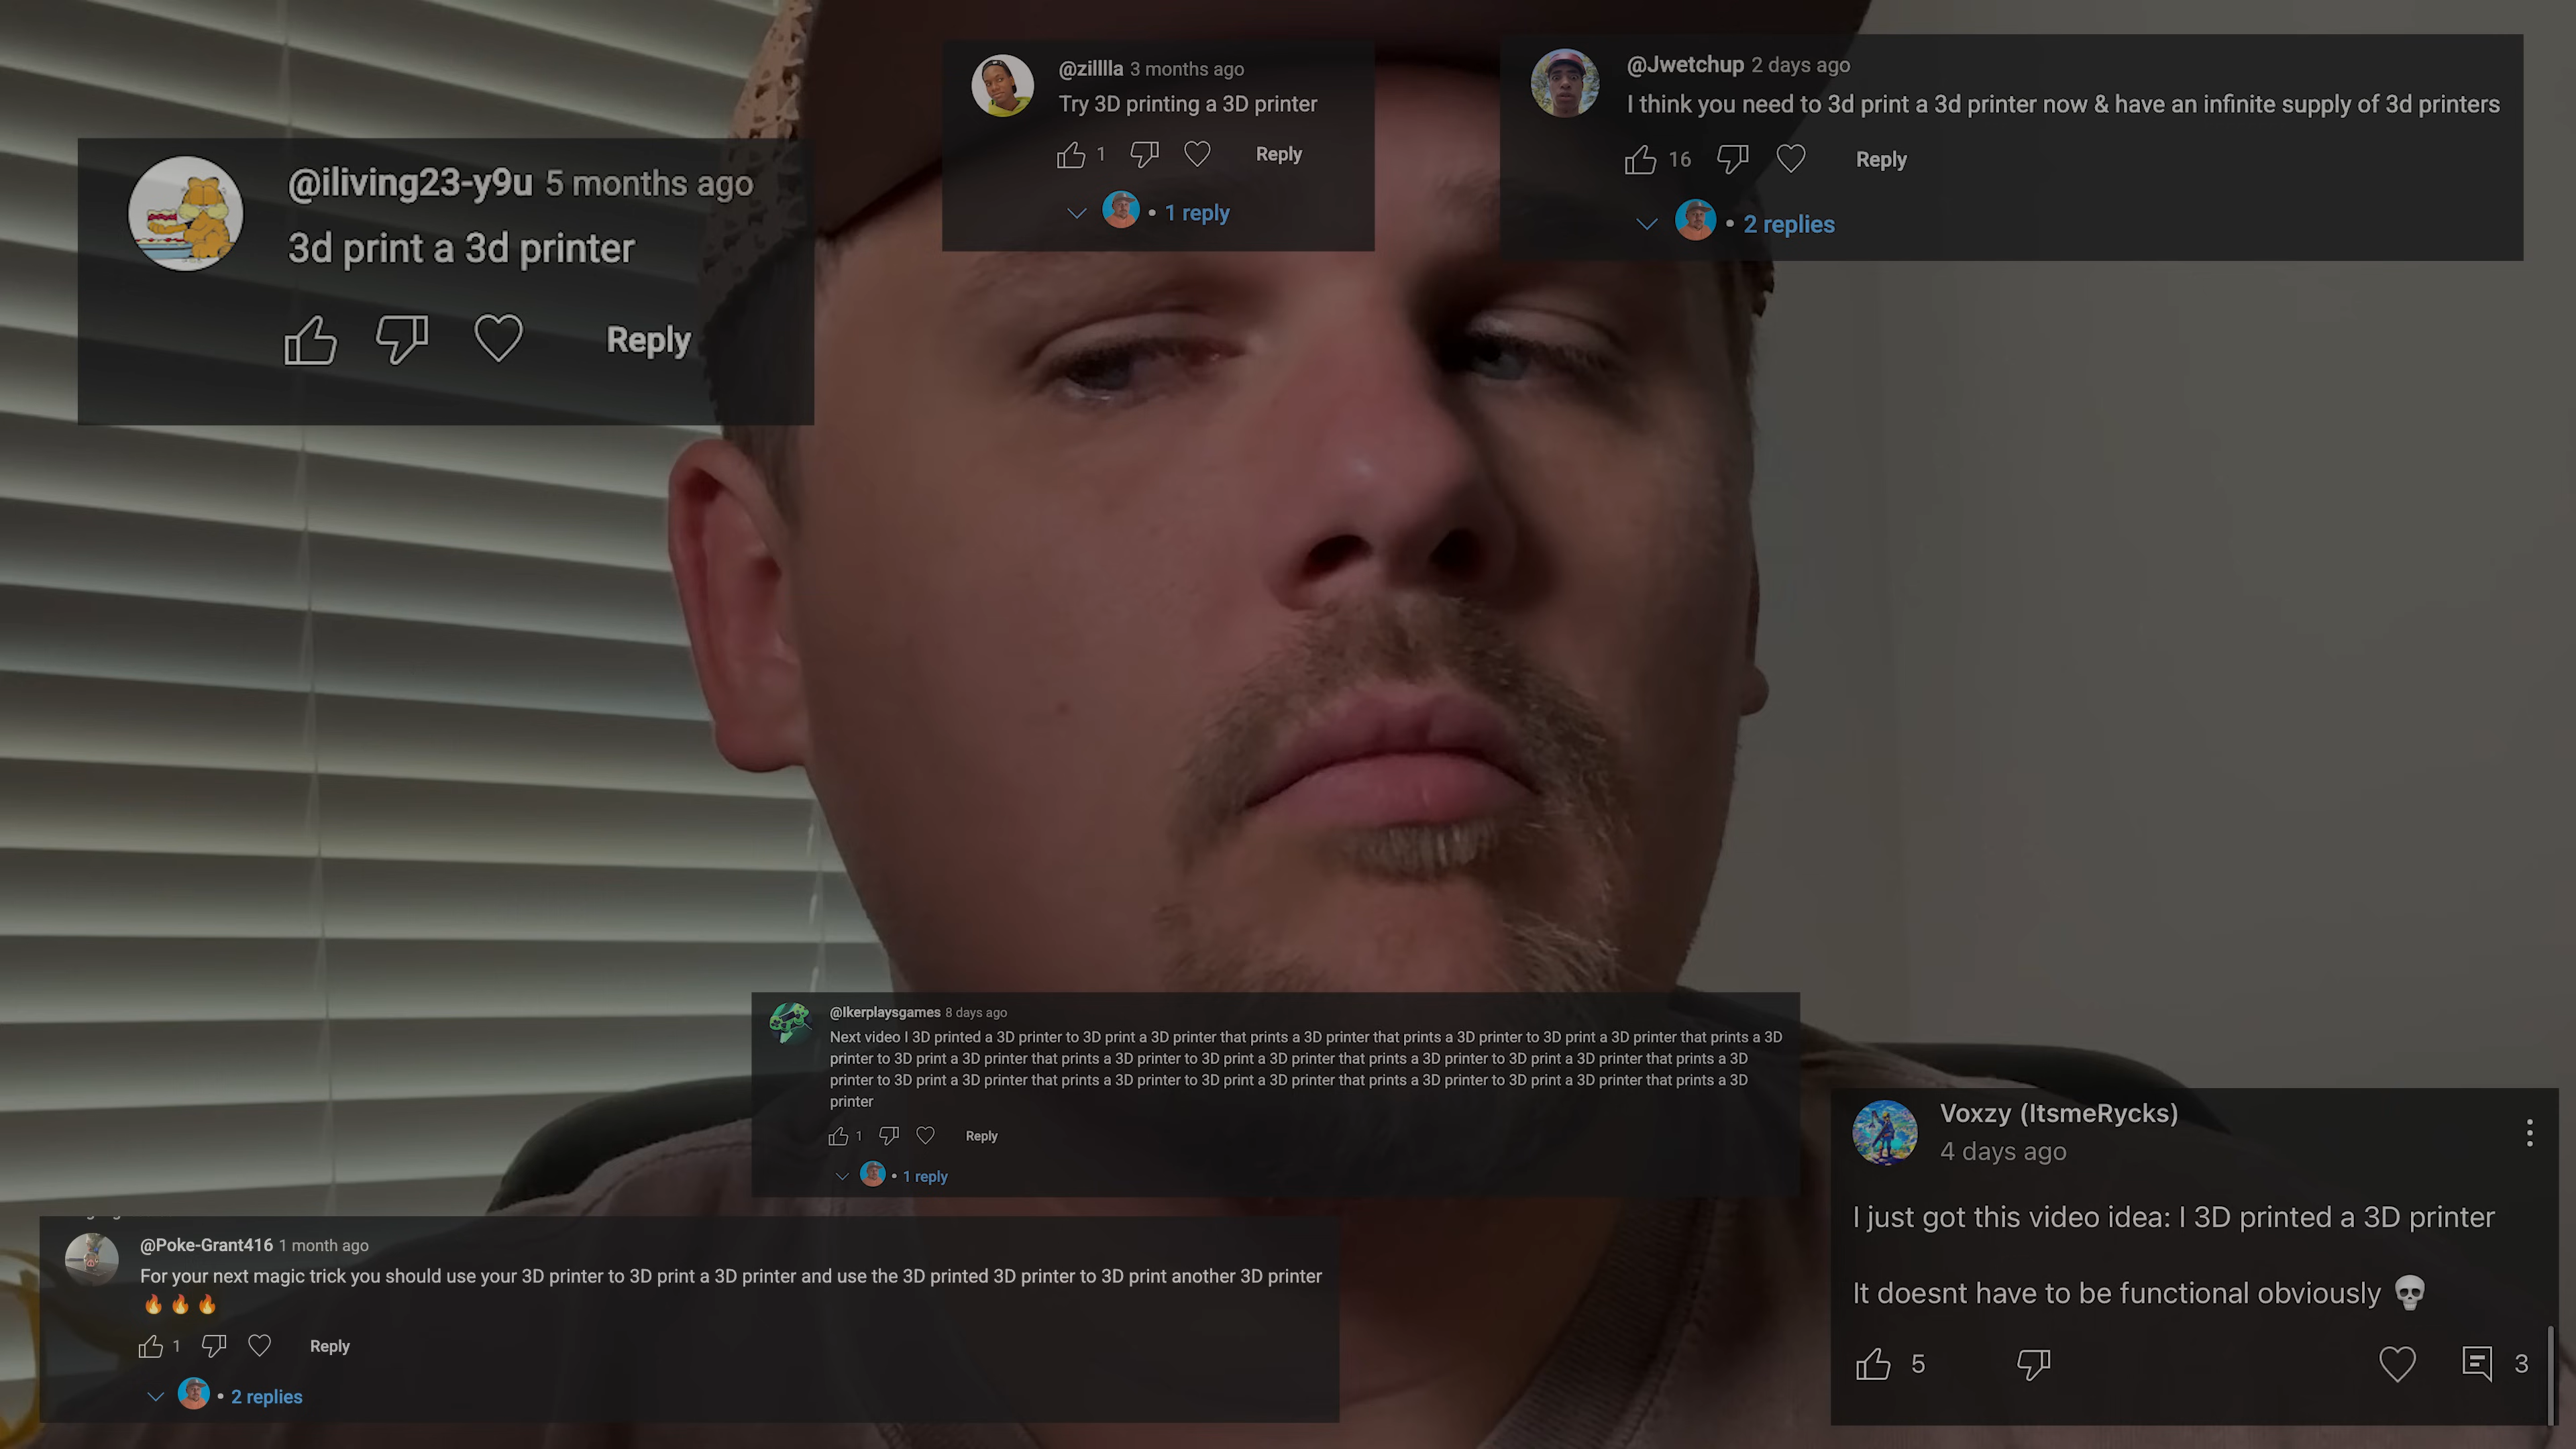 @iliving23-y9u 5 months ago
3d print a 3d printer
Reply
@zilllla 3 months ago
Try 3D printing a 3D printer
1 Reply
1 reply
@Jwetchup 2 days ago
I think you need to 3d print a 3d printer now & have an infinite supply of 3d printers
16 Reply
2 replies
@Ikerplaysgames 8 days ago
Next video I 3D printed a 3D printer to 3D print a 3D printer that prints a 3D printer that prints a 3D printer to 3D print a 3D printer that prints a 3D
printer to 3D print a 3D printer that prints a 3D printer to 3D print a 3D printer that prints a 3D printer to 3D print a 3D printer that prints a 3D
printer to 3D print a 3D printer that prints a 3D printer to 3D print a 3D printer that prints a 3D printer to 3D print a 3D printer that prints a 3D
printer
1 Reply
• 1 reply
Voxzy (ItsmeRycks)
4 days ago
I just got this video idea: I 3D printed a 3D printer
It doesnt have to be functional obviously 💀
5 3
@Poke-Grant416 1 month ago
For your next magic trick you should use your 3D printer to 3D print a 3D printer and use the 3D printed 3D printer to 3D print another 3D printer
🔥🔥🔥
1 Reply
• 2 replies